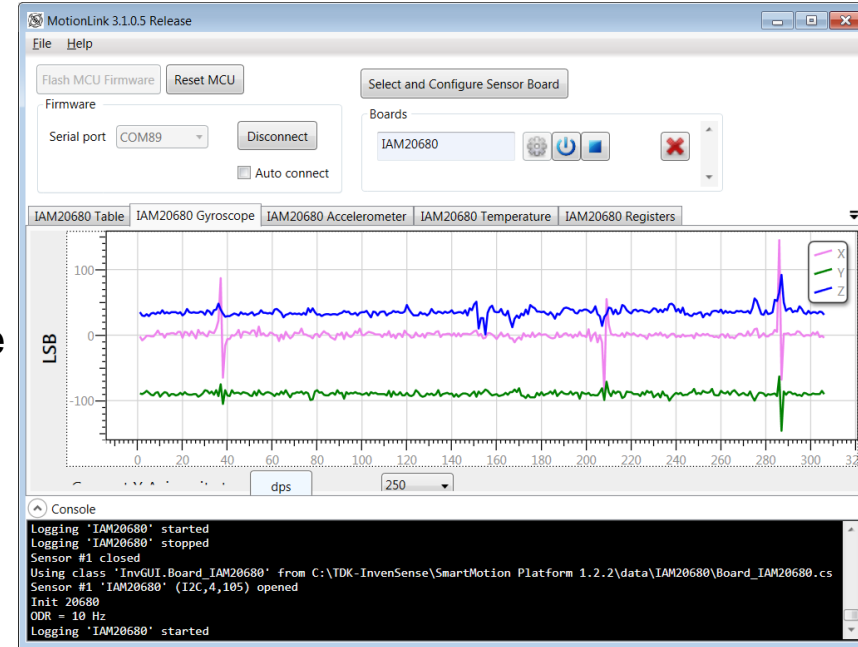 MotionLink 3.1.0.5 Release
File Help
Flash MCU Firmware Reset MCU Select and Configure Sensor Board
Firmware
Boards
Serial port COM89 Disconnect
IAM20680
Auto connect
IAM20680 Table IAM20680 Gyroscope IAM20680 Accelerometer IAM20680 Temperature IAM20680 Registers
X
Y
Z
100
0
-100
LSB
e
0 20 40 60 80 100 120 140 160 180 200 220 240 260 280 300 32
dps 250
Console
Logging 'IAM20680' started
Logging 'IAM20680' stopped
Sensor #1 closed
Using class 'InvGUI.Board_IAM20680' from C:\TDK-InvenSense\SmartMotion Platform 1.2.2\data\IAM20680\Board_IAM20680.cs
Sensor #1 'IAM20680' (I2C,4,105) opened
Init 20680
ODR = 10 Hz
Logging 'IAM20680' started